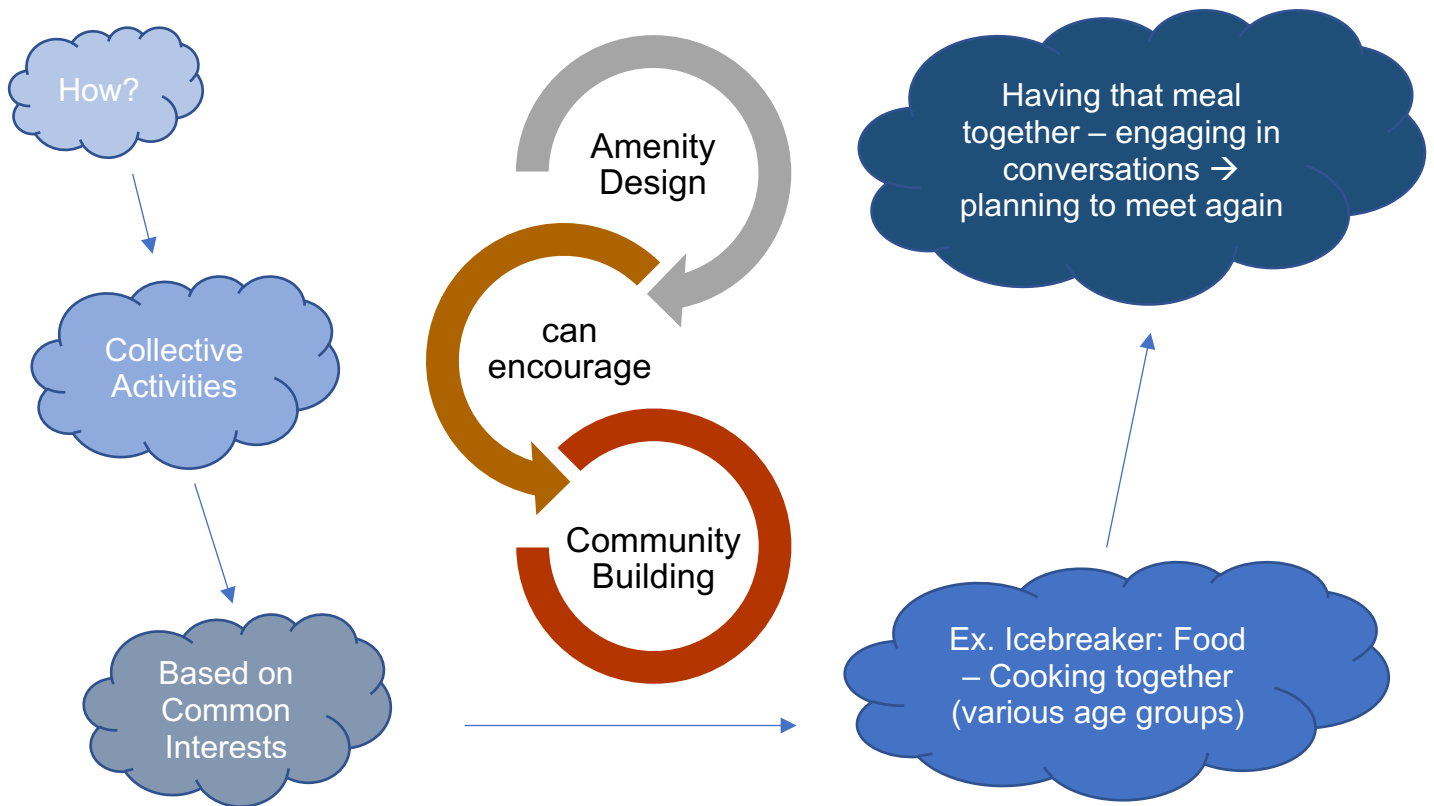 How?
Collective
Activities
Based on
Common
Interests
Amenity
Design
can
encourage
Community
Building
Ex. Icebreaker: Food
– Cooking together
(various age groups)
Having that meal
together – engaging in
conversations →
planning to meet again